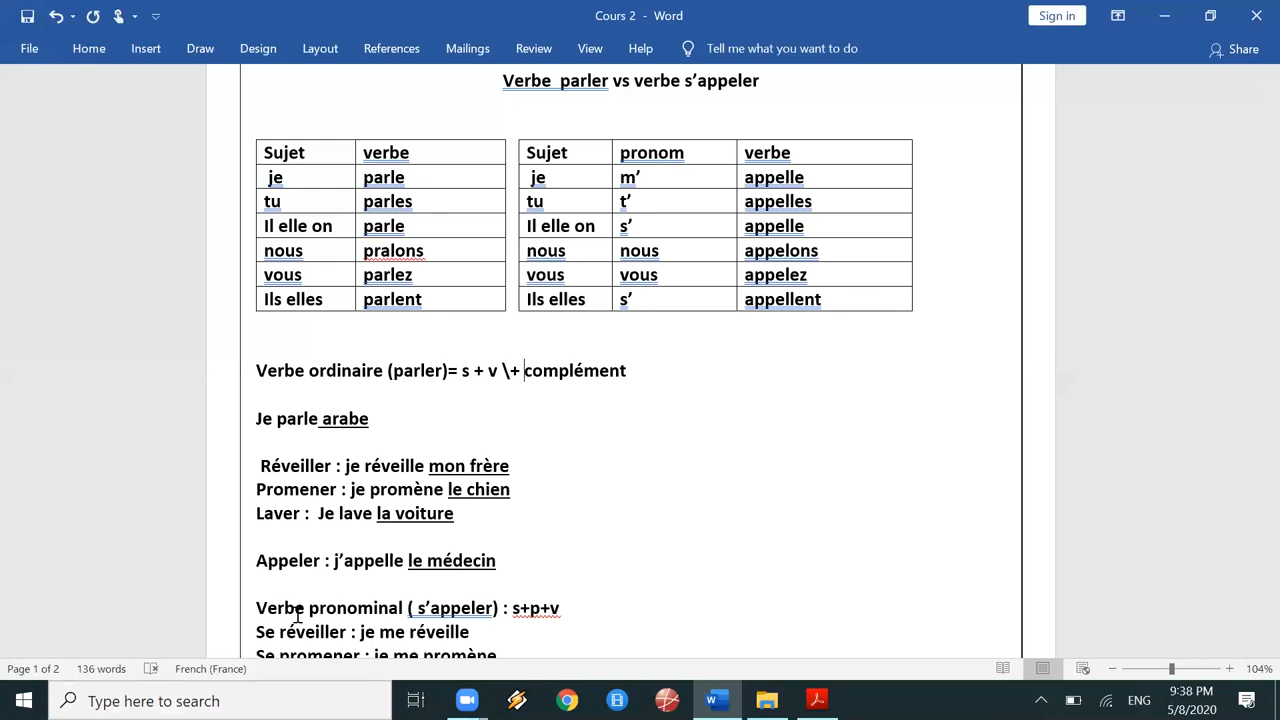 Cours 2 - Word
Sign in
File Home Insert Draw Design Layout References Mailings Review View Help Tell me what you want to do Share
Verbe parler vs verbe s’appeler
Sujet verbe Sujet pronom verbe
je parle je m’ appelle
tu parles tu t’ appelles
Il elle on parle Il elle on s’ appelle
nous pralons nous nous appelons
vous parlez vous vous appelez
Ils elles parlent Ils elles s’ appellent
Verbe ordinaire (parler)= s + v \+ complément
Je parle arabe
Réveiller : je réveille mon frère
Promener : je promène le chien
Laver : Je lave la voiture
Appeler : j’appelle le médecin
Verbe pronominal ( s’appeler) : s+p+v
Se réveiller : je me réveille
Se promener : je me promène
Page 1 of 2 136 words French (France) 104%
Type here to search
ENG
9:38 PM
5/8/2020